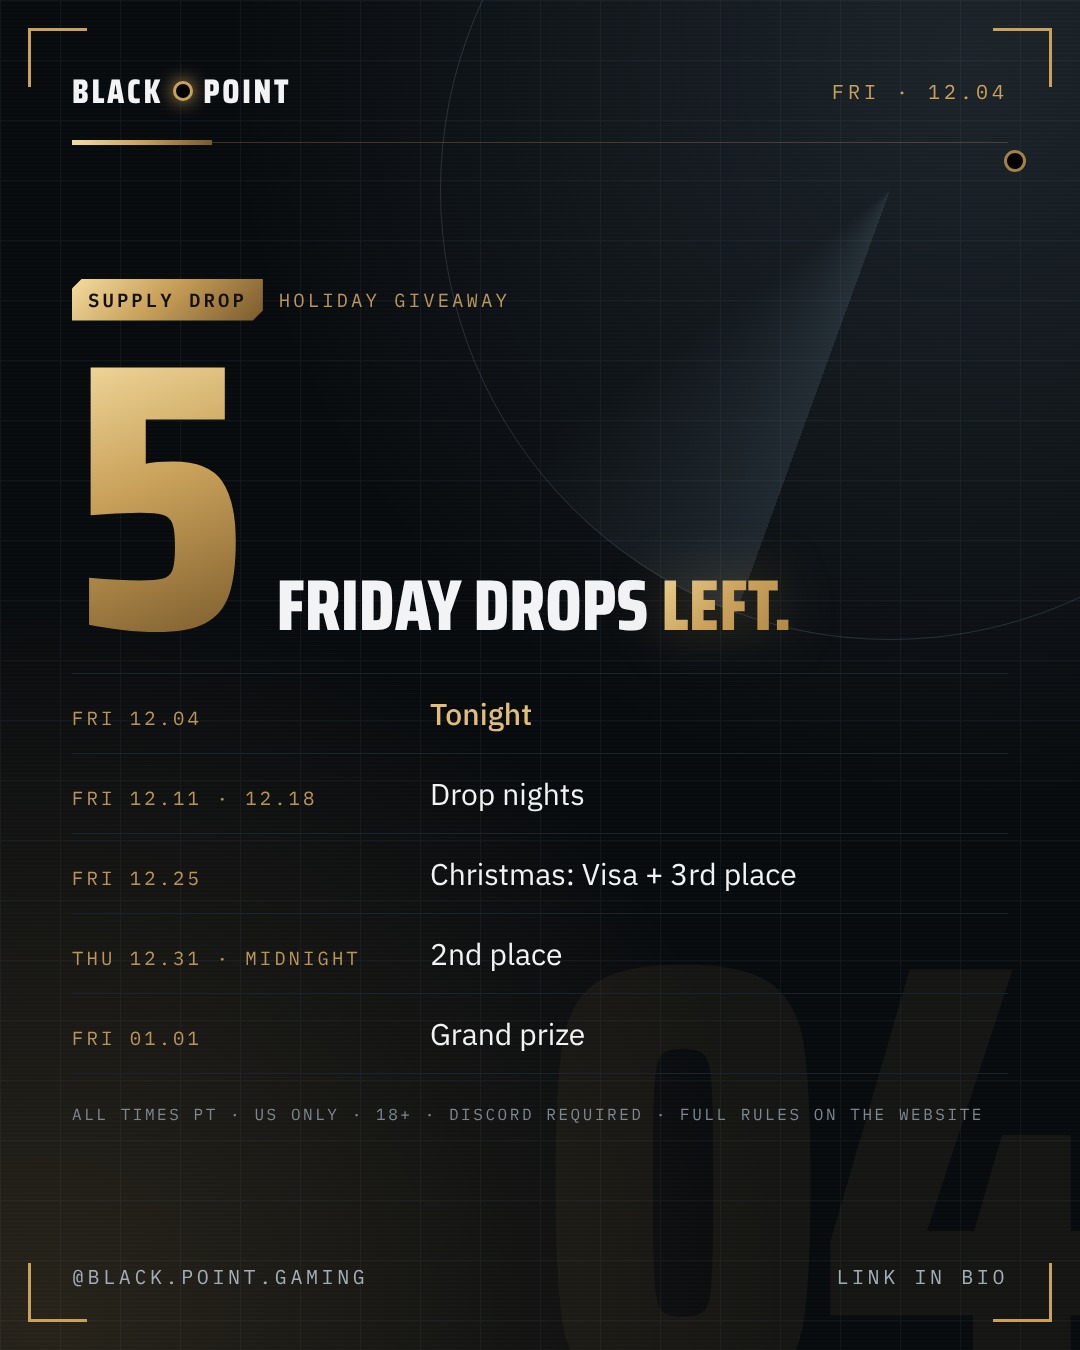 BLACK POINT
FRI · 12.04
SUPPLY DROP HOLIDAY GIVEAWAY
5 FRIDAY DROPS LEFT.
FRI 12.04 Tonight
FRI 12.11 · 12.18 Drop nights
FRI 12.25 Christmas: Visa + 3rd place
THU 12.31 · MIDNIGHT 2nd place
FRI 01.01 Grand prize
ALL TIMES PT · US ONLY · 18+ · DISCORD REQUIRED · FULL RULES ON THE WEBSITE
04
@BLACK.POINT.GAMING
LINK IN BIO